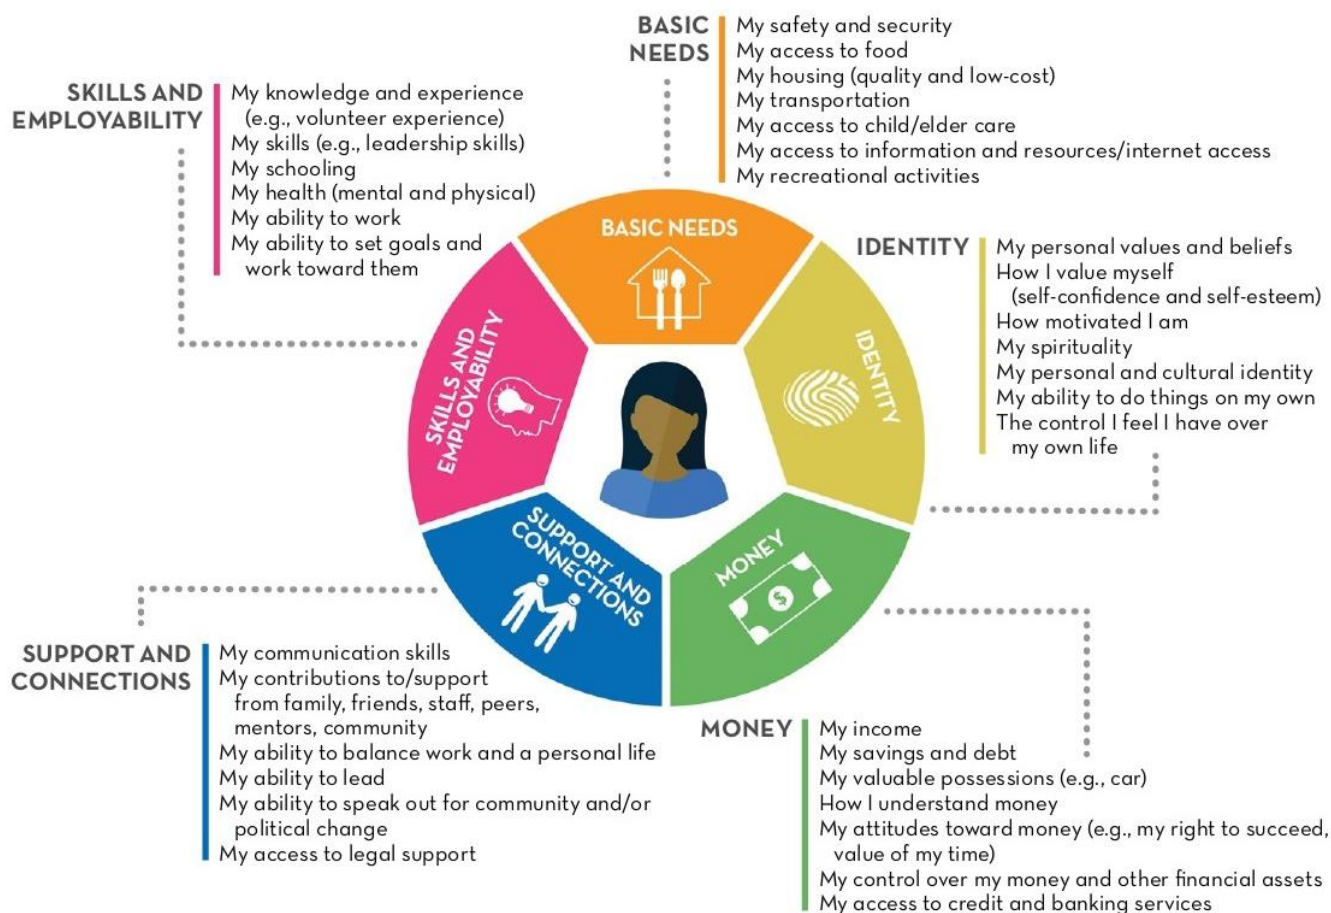 BASIC
NEEDS
My safety and security
My access to food
My housing (quality and low-cost)
My transportation
My access to child/elder care
My access to information and resources/internet access
My recreational activities
SKILLS AND
EMPLOYABILITY
My knowledge and experience
(e.g., volunteer experience)
My skills (e.g., leadership skills)
My schooling
My health (mental and physical)
My ability to work
My ability to set goals and
work toward them
IDENTITY
My personal values and beliefs
How I value myself
(self-confidence and self-esteem)
How motivated I am
My spirituality
My personal and cultural identity
My ability to do things on my own
The control I feel I have over
my own life
BASIC NEEDS
SKILLS AND
EMPLOYABILITY
IDENTITY
SUPPORT AND
CONNECTIONS
MONEY
$
SUPPORT AND
CONNECTIONS
My communication skills
My contributions to/support
from family, friends, staff, peers,
mentors, community
My ability to balance work and a personal life
My ability to lead
My ability to speak out for community and/or
political change
My access to legal support
MONEY
My income
My savings and debt
My valuable possessions (e.g., car)
How I understand money
My attitudes toward money (e.g., my right to succeed,
value of my time)
My control over my money and other financial assets
My access to credit and banking services